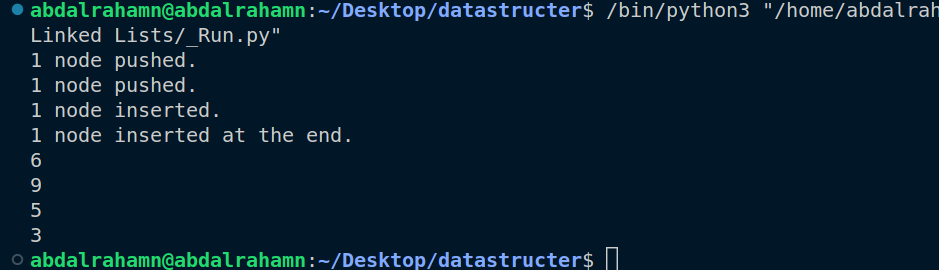 abdalrahamn@abdalrahamn:~/Desktop/datastructer$ /bin/python3 "/home/abdalrah
Linked Lists/_Run.py"
1 node pushed.
1 node pushed.
1 node inserted.
1 node inserted at the end.
6
9
5
3
abdalrahamn@abdalrahamn:~/Desktop/datastructer$